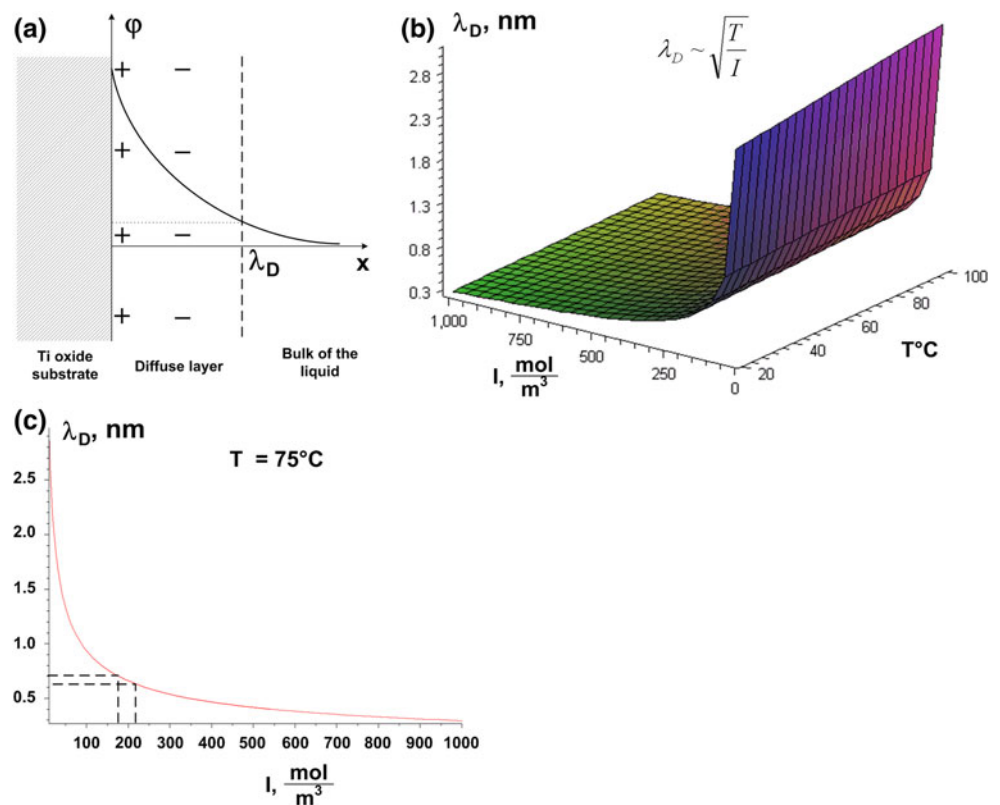 (a)
φ
+ −
+ −
+ −
λD
x
+ −
Ti oxide
substrate
Diffuse layer
Bulk of the
liquid
(b)
λD, nm
λD ~ √(T/I)
2.8
2.3
1.8
1.3
0.8
0.3
1,000
750
500
250
0
I, mol/m³
20
40
60
80
100
T°C
(c)
λD, nm
T = 75°C
2.5
2.0
1.5
1.0
0.5
100 200 300 400 500 600 700 800 900 1000
I, mol/m³